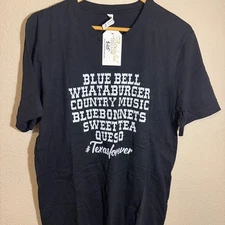 BLUE BELL
WHATABURGER
COUNTRY MUSIC
BLUEBONNETS
SWEET TEA
QUESO
#Texasforever